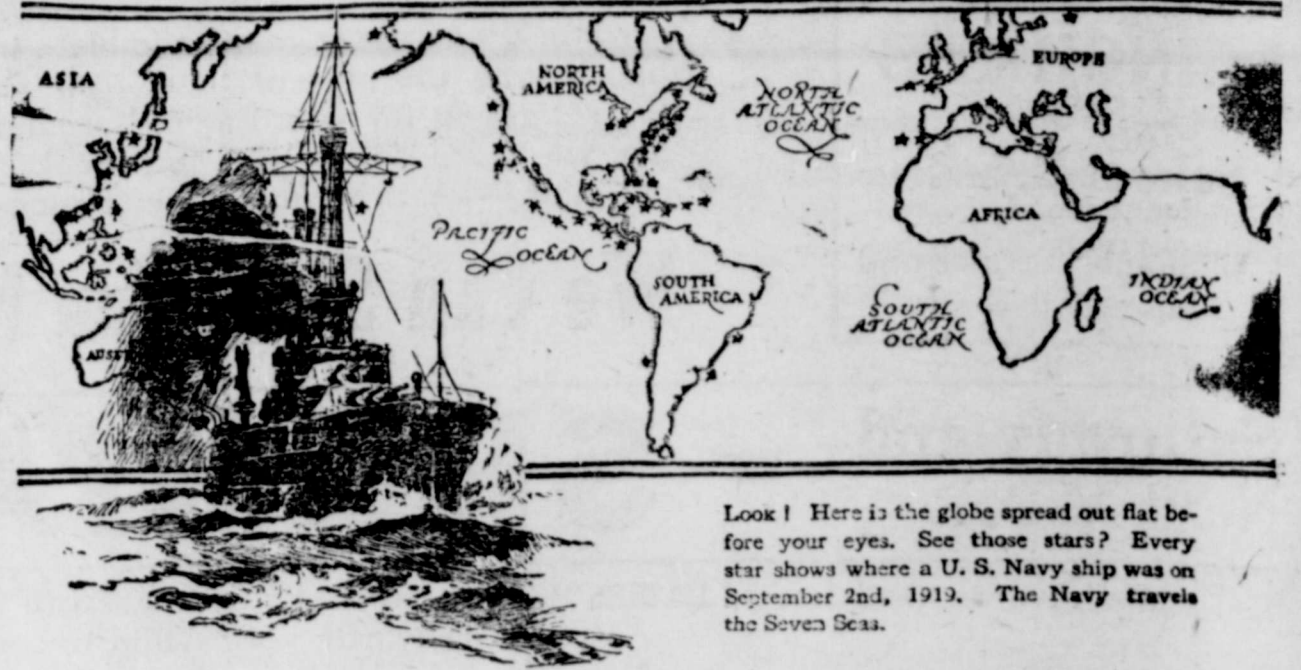 ASIA
NORTH
AMERICA
NORTH
ATLANTIC
OCEAN
EUROPE
AFRICA
PACIFIC
OCEAN
SOUTH
AMERICA
INDIAN
OCEAN
SOUTH
ATLANTIC
OCEAN
AUST
Look! Here is the globe spread out flat be-
fore your eyes. See those stars? Every
star shows where a U. S. Navy ship was on
September 2nd, 1919. The Navy travels
the Seven Seas.